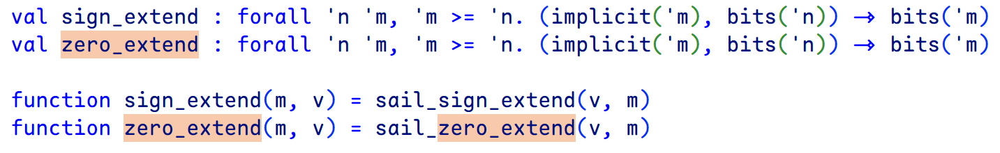 val sign_extend : forall 'n 'm, 'm >= 'n. (implicit('m), bits('n)) -> bits('m)
val zero_extend : forall 'n 'm, 'm >= 'n. (implicit('m), bits('n)) -> bits('m)
function sign_extend(m, v) = sail_sign_extend(v, m)
function zero_extend(m, v) = sail_zero_extend(v, m)